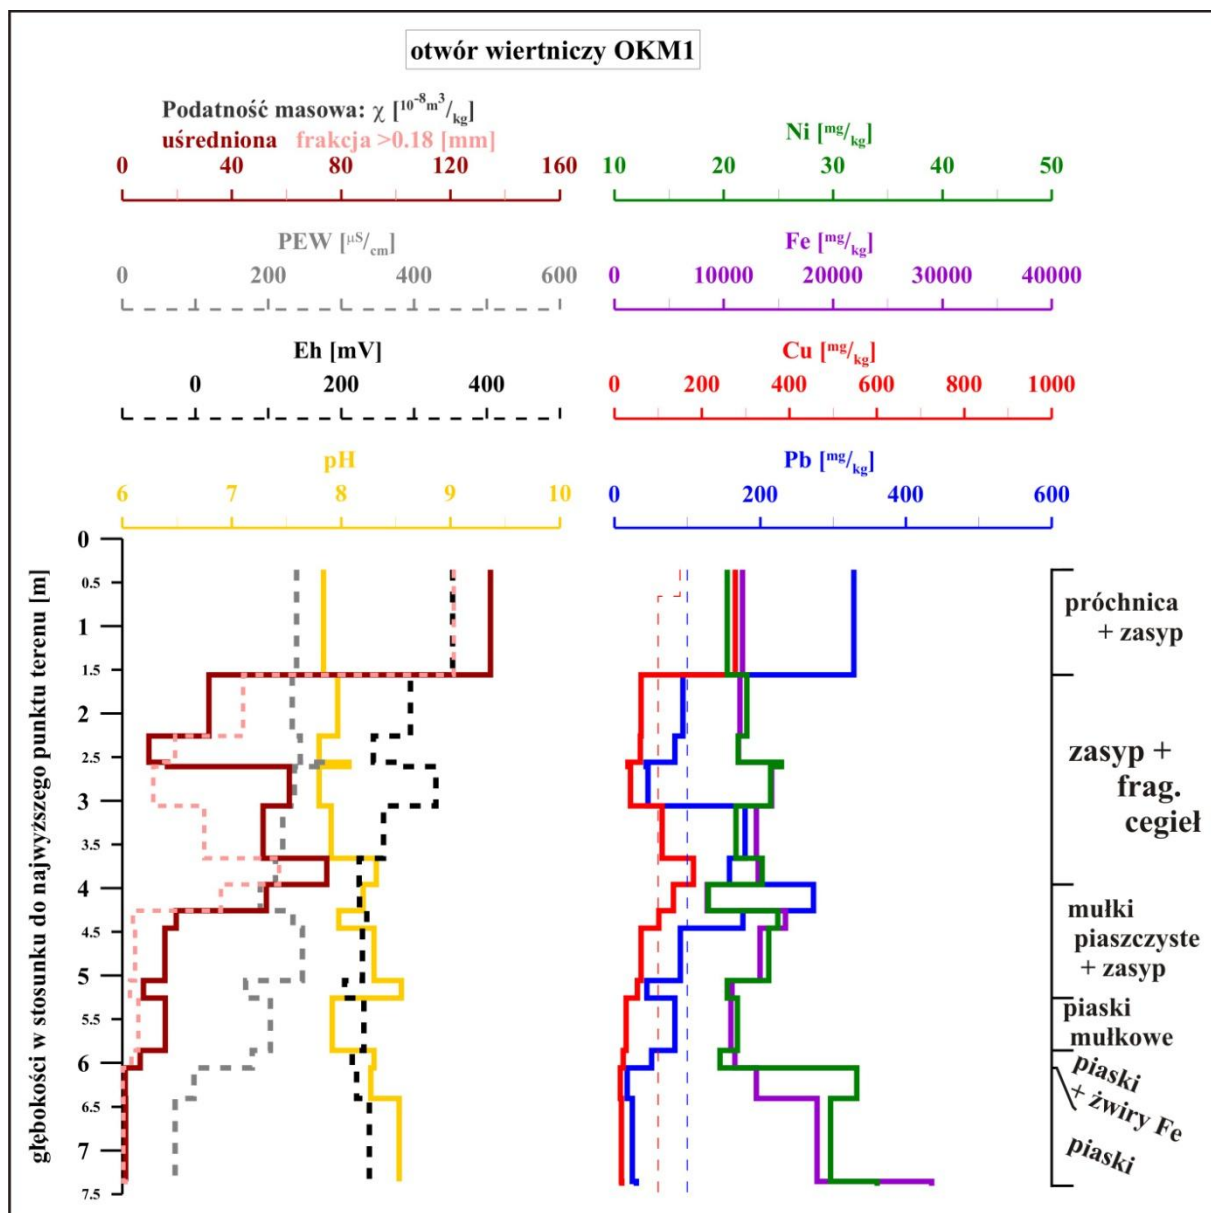 otwór wiertniczy OKM1
Podatność masowa: χ [10⁻⁸m³/kg]
uśredniona frakcja >0.18 [mm]
0 40 80 120 160
PEW [µS/cm]
0 200 400 600
Eh [mV]
0 200 400
pH
6 7 8 9 10
Ni [mg/kg]
10 20 30 40 50
Fe [mg/kg]
0 10000 20000 30000 40000
Cu [mg/kg]
0 200 400 600 800 1000
Pb [mg/kg]
0 200 400 600
głębokości w stosunku do najwyższego punktu terenu [m]
0
0.5
1
1.5
2
2.5
3
3.5
4
4.5
5
5.5
6
6.5
7
7.5
próchnica
+ zasyp
zasyp +
frag.
cegieł
mułki
piaszczyste
+ zasyp
piaski
mułkowe
piaski
+ żwiry Fe
piaski